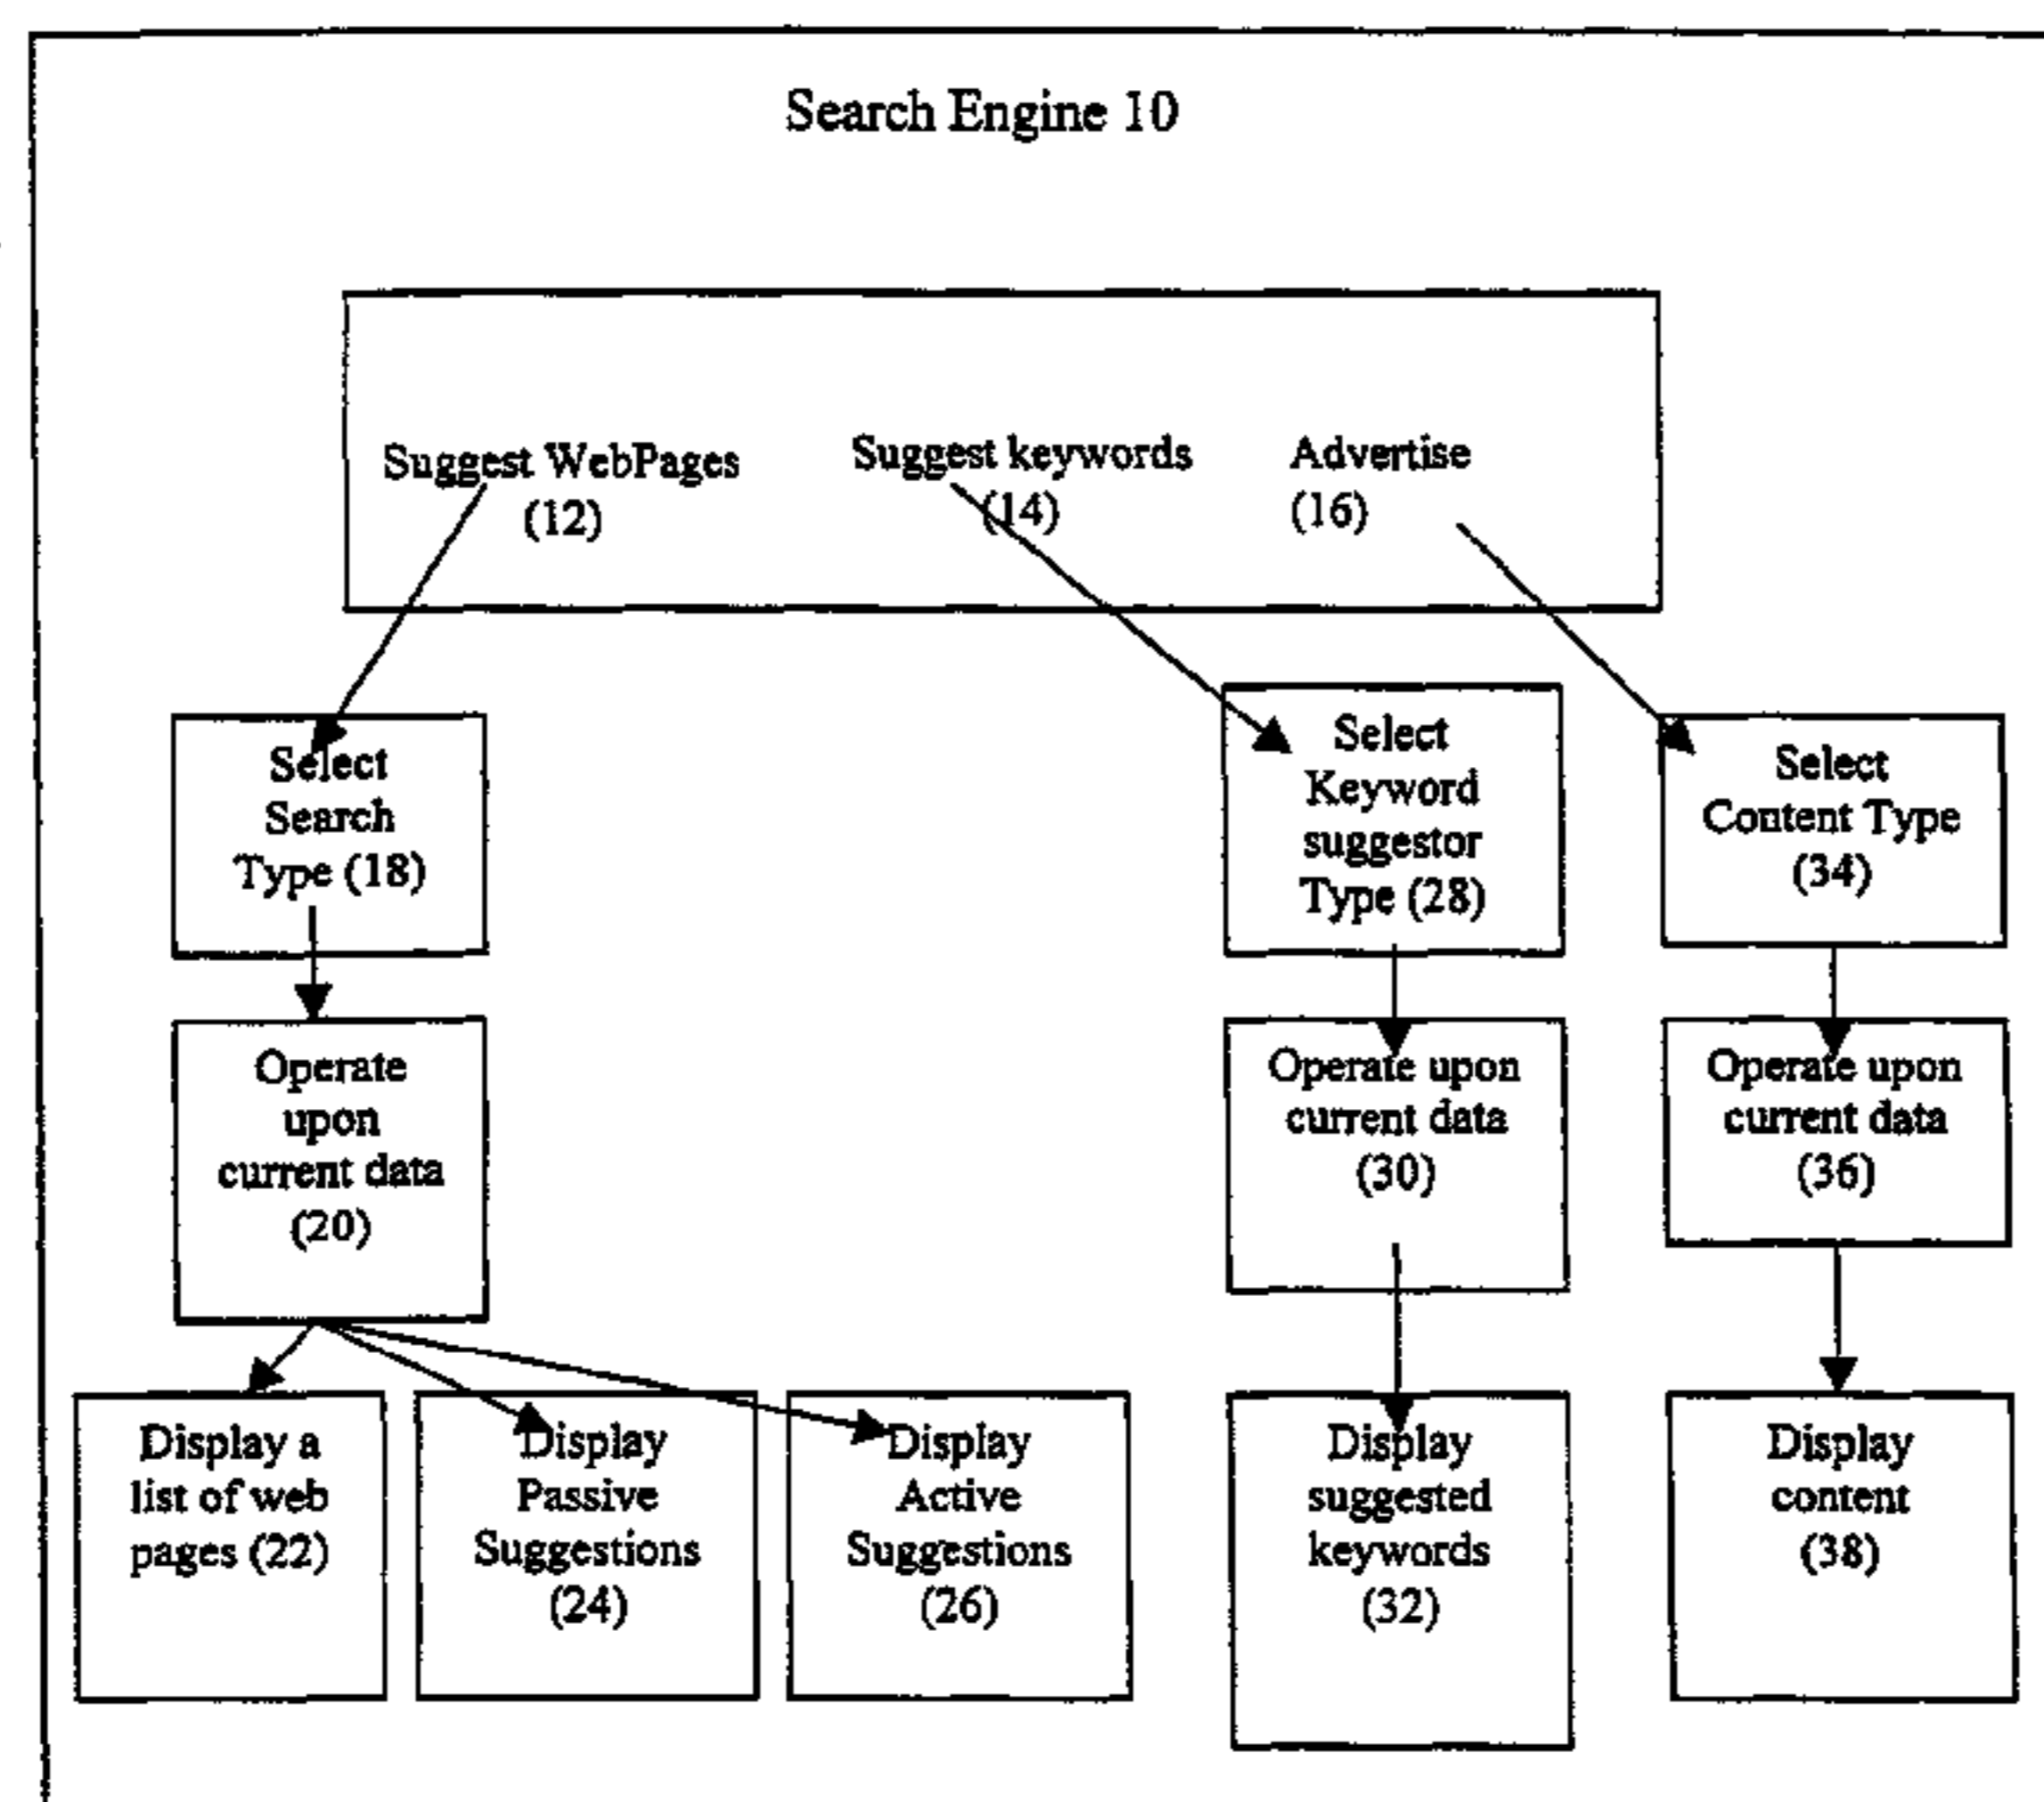 Search Engine 10
Suggest WebPages
(12)
Suggest keywords
(14)
Advertise
(16)
Select
Search
Type (18)
Select
Keyword
suggestor
Type (28)
Select
Content Type
(34)
Operate
upon
current data
(20)
Operate upon
current data
(30)
Operate upon
current data
(36)
Display a
list of web
pages (22)
Display
Passive
Suggestions
(24)
Display
Active
Suggestions
(26)
Display
suggested
keywords
(32)
Display
content
(38)